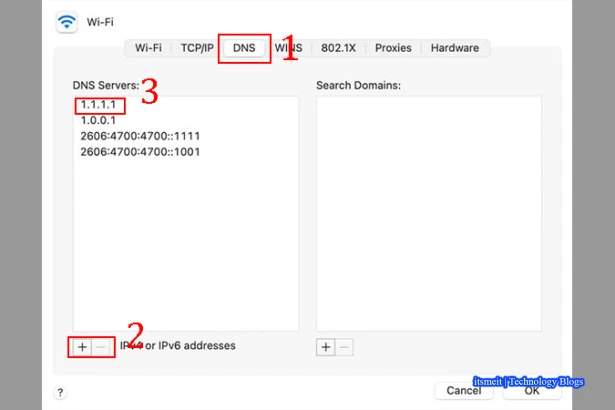 Wi-Fi
Wi-Fi TCP/IP DNS WINS 802.1X Proxies Hardware
1
DNS Servers:
3
Search Domains:
1.1.1.1
1.0.0.1
2606:4700:4700::1111
2606:4700:4700::1001
2
+ − IPv4 or IPv6 addresses
+ −
itsmeit | Technology Blogs
? Cancel OK